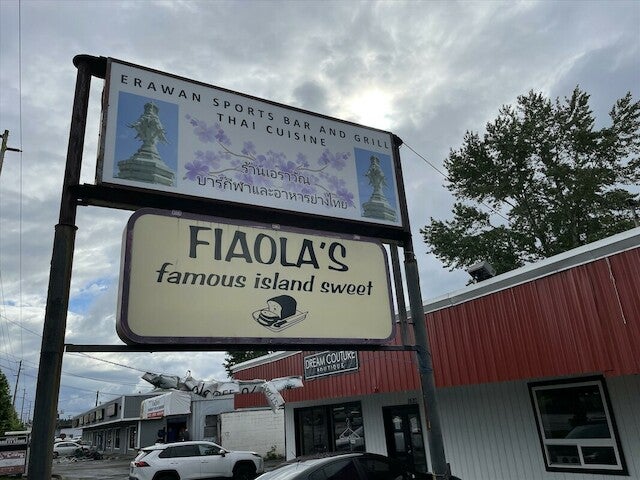 ERAWAN SPORTS BAR AND GRILL
THAI CUISINE
ร้านเอราวัณ
บาร์กีฬาและอาหารย่างไทย
FIAOLA'S
famous island sweet
DREAM COUTURE
BOUTIQUE